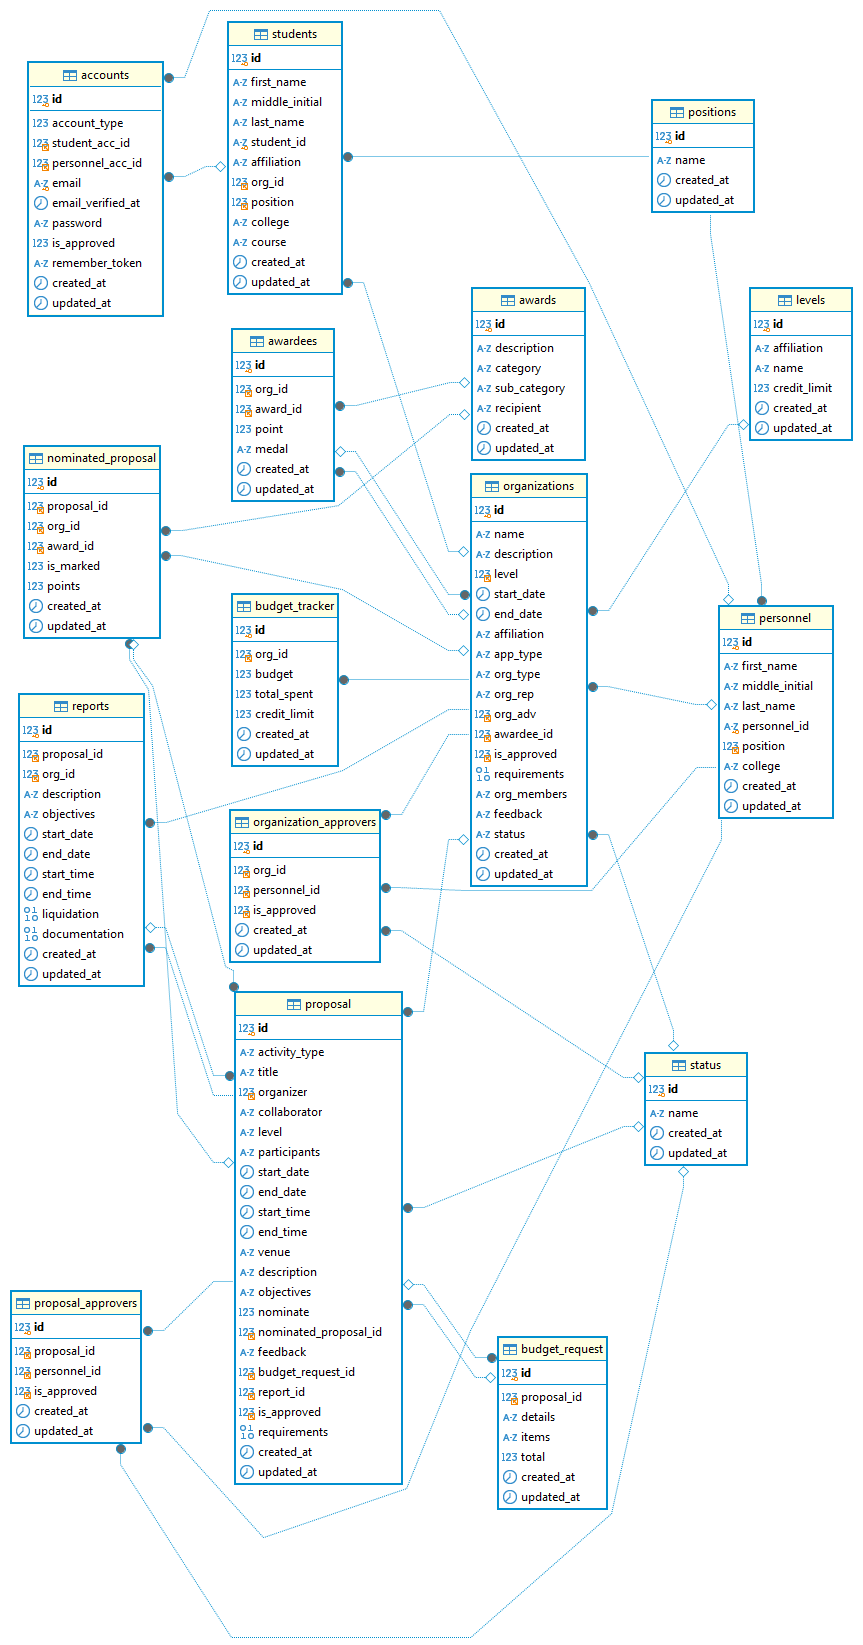 students
id
first_name
middle_initial
last_name
student_id
affiliation
org_id
position
college
course
created_at
updated_at
accounts
id
account_type
student_acc_id
personnel_acc_id
email
email_verified_at
password
is_approved
remember_token
created_at
updated_at
positions
id
name
created_at
updated_at
awards
id
description
category
sub_category
recipient
created_at
updated_at
levels
id
affiliation
name
credit_limit
created_at
updated_at
awardees
id
org_id
award_id
point
medal
created_at
updated_at
nominated_proposal
id
proposal_id
org_id
award_id
is_marked
points
created_at
updated_at
organizations
id
name
description
level
start_date
end_date
affiliation
app_type
org_type
org_rep
org_adv
awardee_id
is_approved
requirements
org_members
feedback
status
created_at
updated_at
budget_tracker
id
org_id
budget
total_spent
credit_limit
created_at
updated_at
personnel
id
first_name
middle_initial
last_name
personnel_id
position
college
created_at
updated_at
reports
id
proposal_id
org_id
description
objectives
start_date
end_date
start_time
end_time
liquidation
documentation
created_at
updated_at
organization_approvers
id
org_id
personnel_id
is_approved
created_at
updated_at
proposal
id
activity_type
title
organizer
collaborator
level
participants
start_date
end_date
start_time
end_time
venue
description
objectives
nominate
nominated_proposal_id
feedback
budget_request_id
report_id
is_approved
requirements
created_at
updated_at
status
id
name
created_at
updated_at
proposal_approvers
id
proposal_id
personnel_id
is_approved
created_at
updated_at
budget_request
id
proposal_id
details
items
total
created_at
updated_at